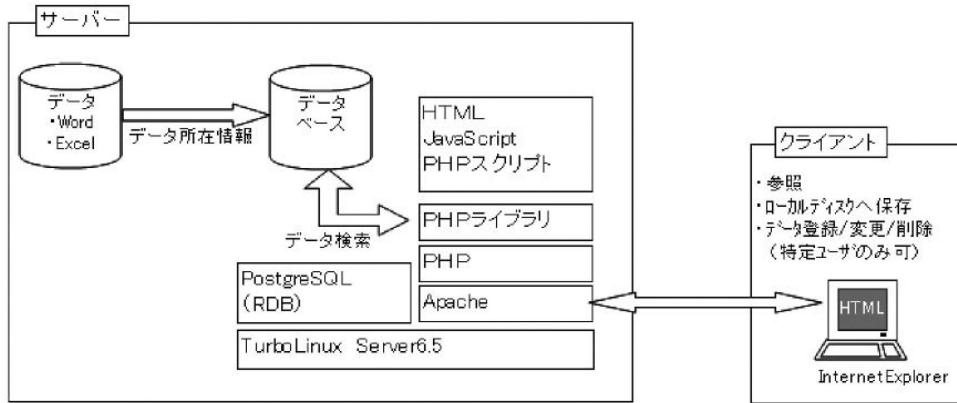 サーバー
データ
・Word
・Excel
データ所在情報
データ
ベース
HTML
JavaScript
PHPスクリプト
データ検索
PHPライブラリ
PHP
PostgreSQL
(RDB)
Apache
TurboLinux Server6.5
クライアント
・参照
・ローカルディスクへ保存
・データ登録/変更/削除
（特定ユーザのみ可）
HTML
InternetExplorer